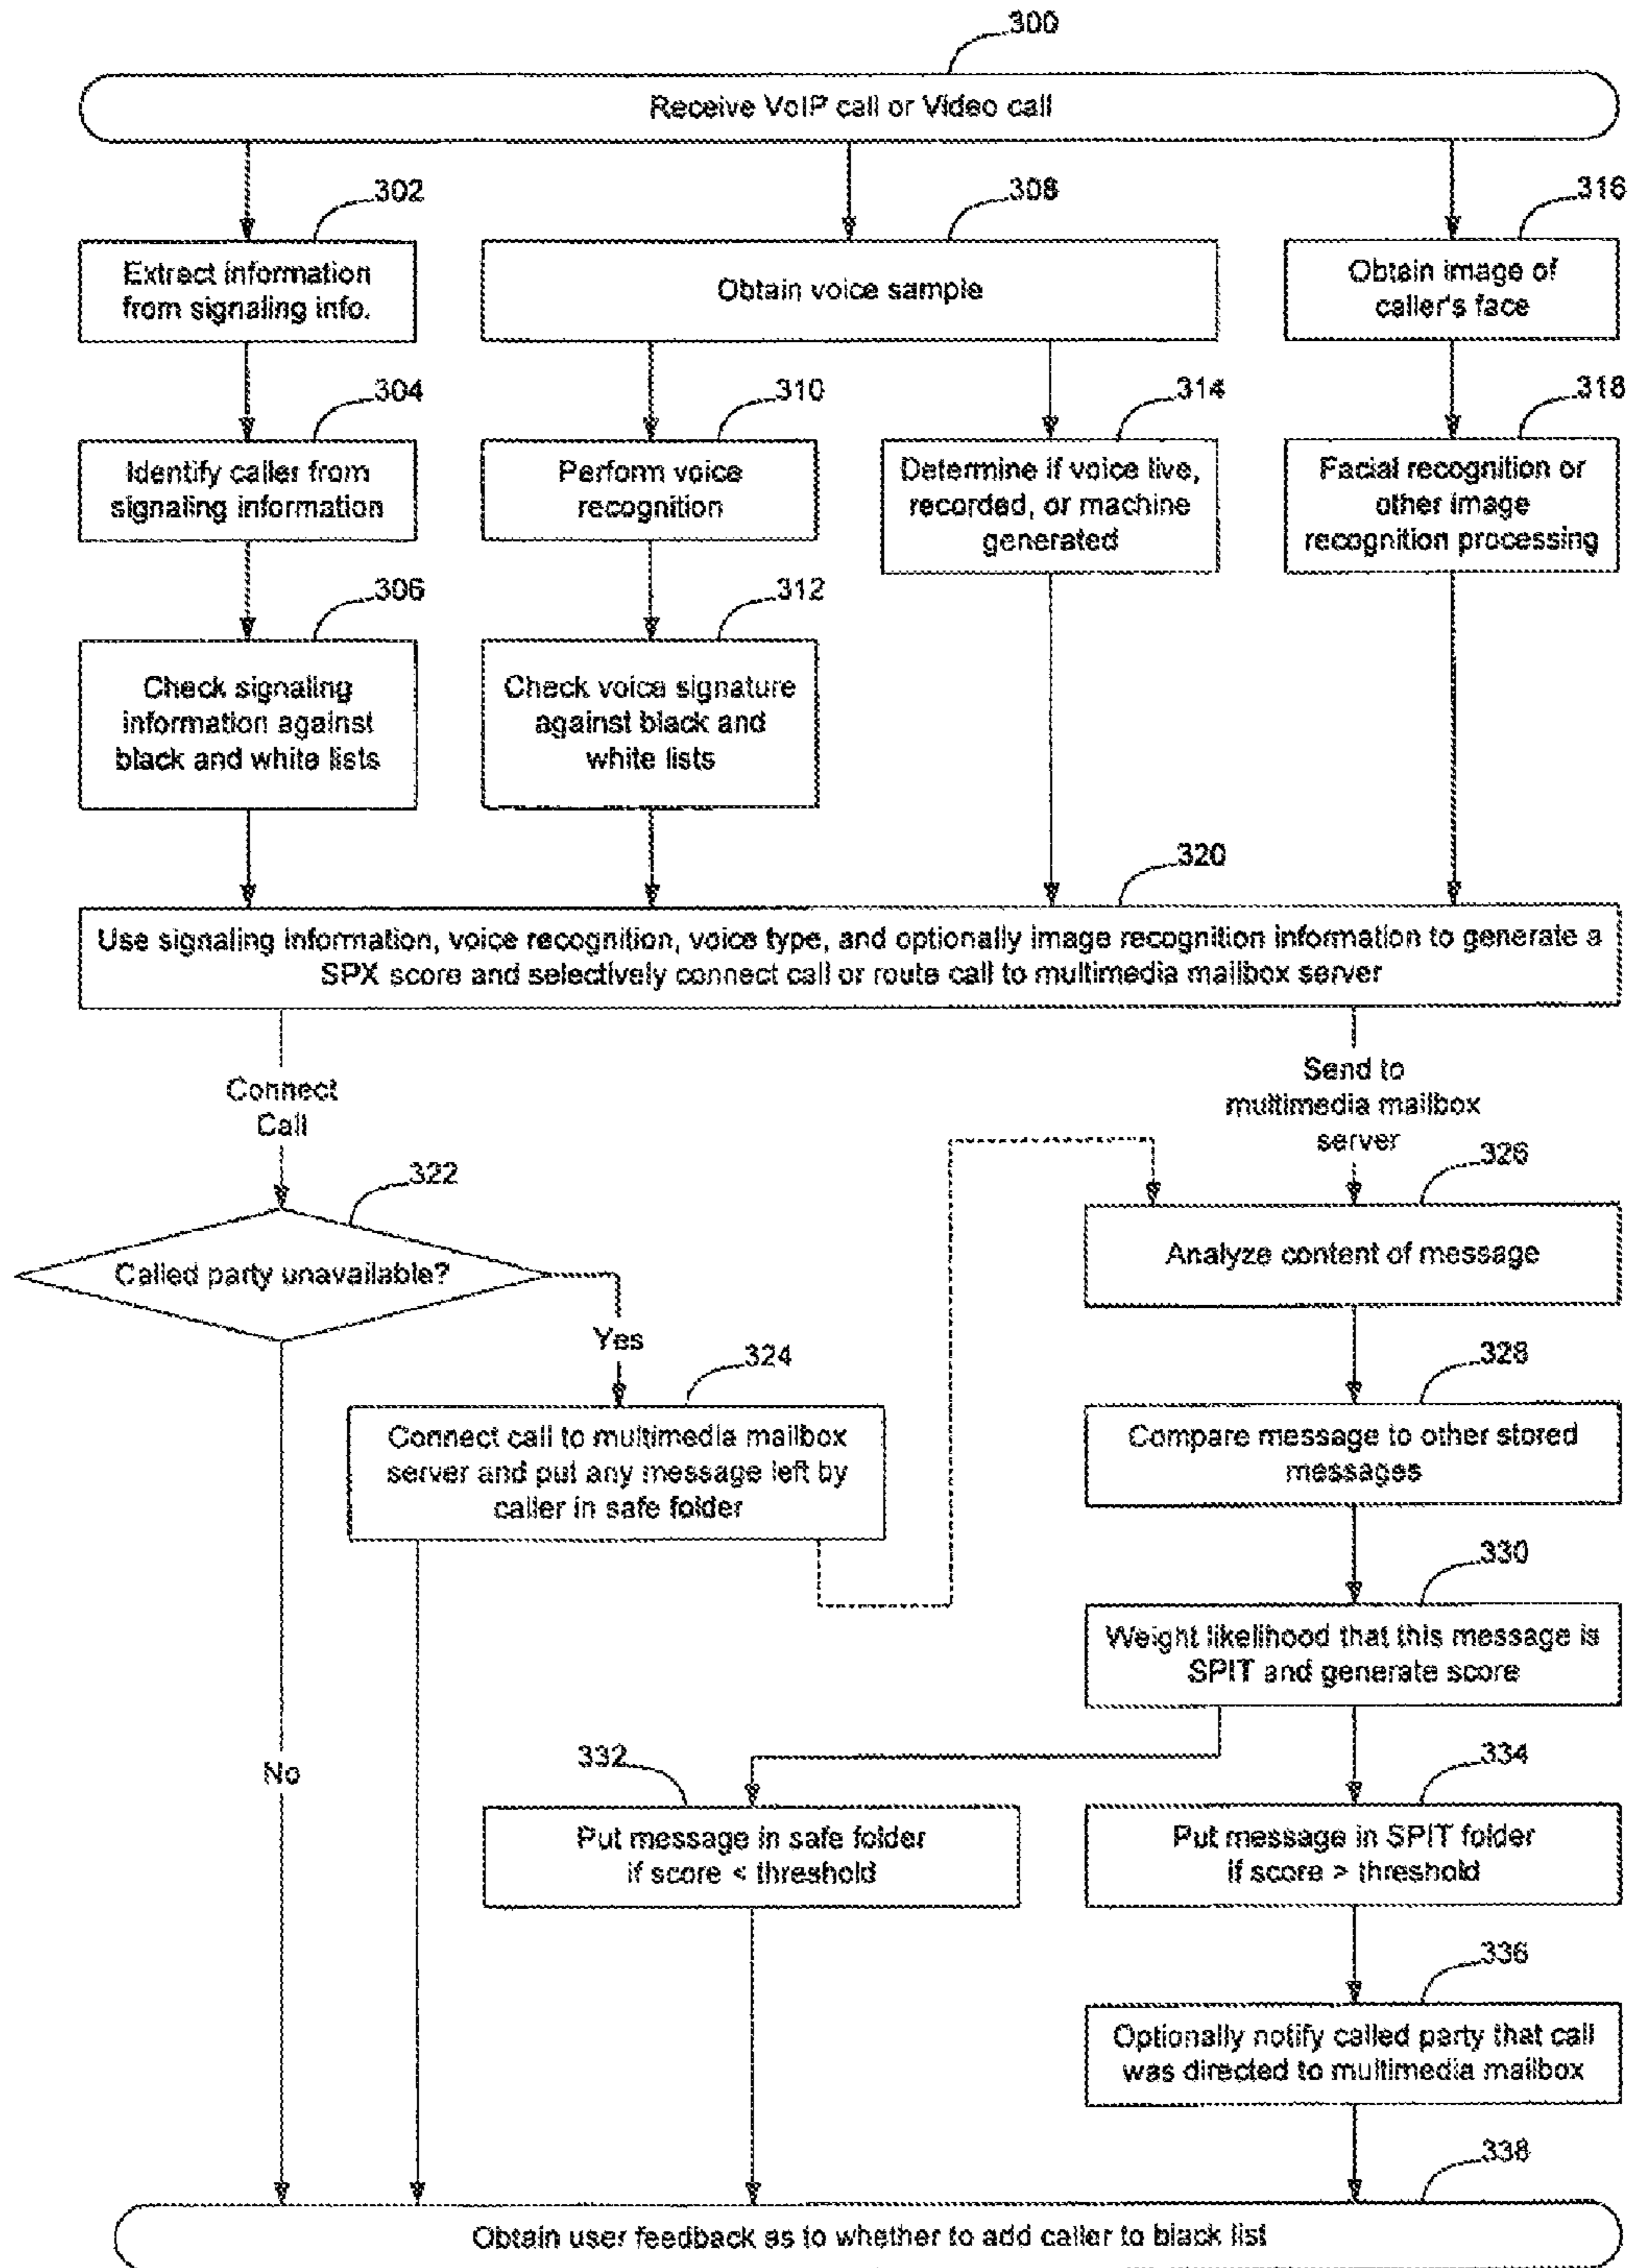 300
Receive VoIP call or Video call
302
308
316
Extract information
from signaling info.
Obtain voice sample
Obtain image of
caller's face
304
310
314
318
Identify caller from
signaling information
Perform voice
recognition
Determine if voice live,
recorded, or machine
generated
Facial recognition or
other image
recognition processing
306
312
Check signaling
information against
black and white lists
Check voice signature
against black and
white lists
320
Use signaling information, voice recognition, voice type, and optionally image recognition information to generate a
SPX score and selectively connect call or route call to multimedia mailbox server
Connect
Call
Send to
multimedia mailbox
server
322
326
Called party unavailable?
Analyze content of message
Yes
324
328
Connect call to multimedia mailbox
server and put any message left by
caller in safe folder
Compare message to other stored
messages
330
Weight likelihood that this message is
SPIT and generate score
No
332
334
Put message in safe folder
if score < threshold
Put message in SPIT folder
if score > threshold
336
Optionally notify called party that call
was directed to multimedia mailbox
338
Obtain user feedback as to whether to add caller to black list